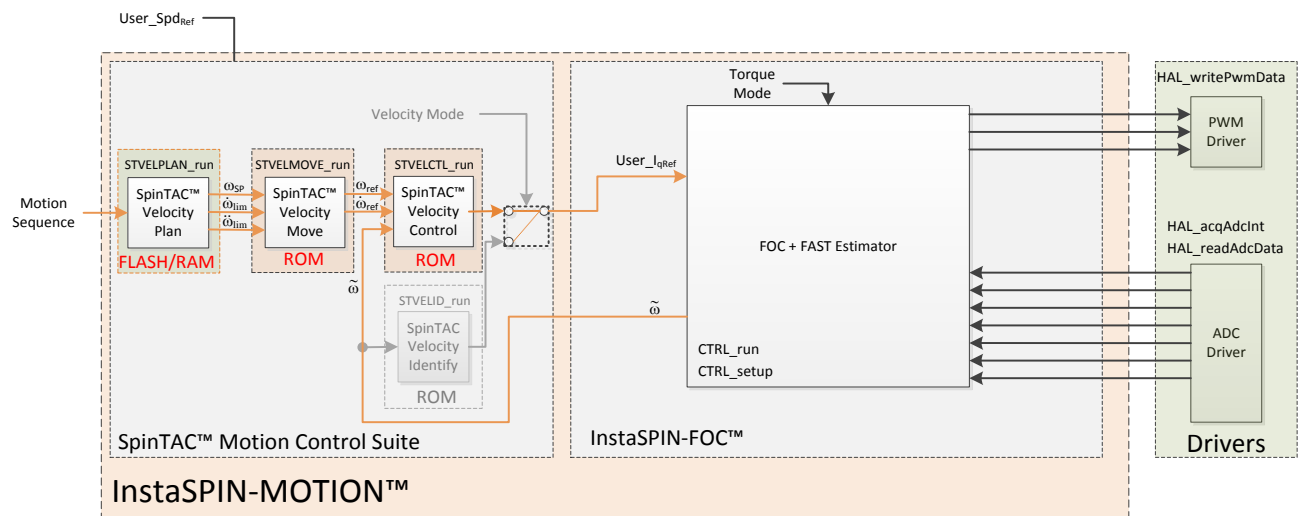 User_SpdRef
Torque
Mode
HAL_writePwmData
PWM
Driver
Velocity Mode
STVELPLAN_run
STVELMOVE_run
STVELCTL_run
User_IqRef
Motion
Sequence
SpinTAC™
Velocity
Plan
ωSP
ω̇lim
ω̈lim
SpinTAC™
Velocity
Move
ωref
ω̇ref
SpinTAC™
Velocity
Control
FLASH/RAM
ROM
ROM
FOC + FAST Estimator
HAL_acqAdcInt
HAL_readAdcData
ω̃
STVELID_run
SpinTAC
Velocity
Identify
ROM
ω̃
CTRL_run
CTRL_setup
ADC
Driver
SpinTAC™ Motion Control Suite
InstaSPIN-FOC™
Drivers
InstaSPIN-MOTION™